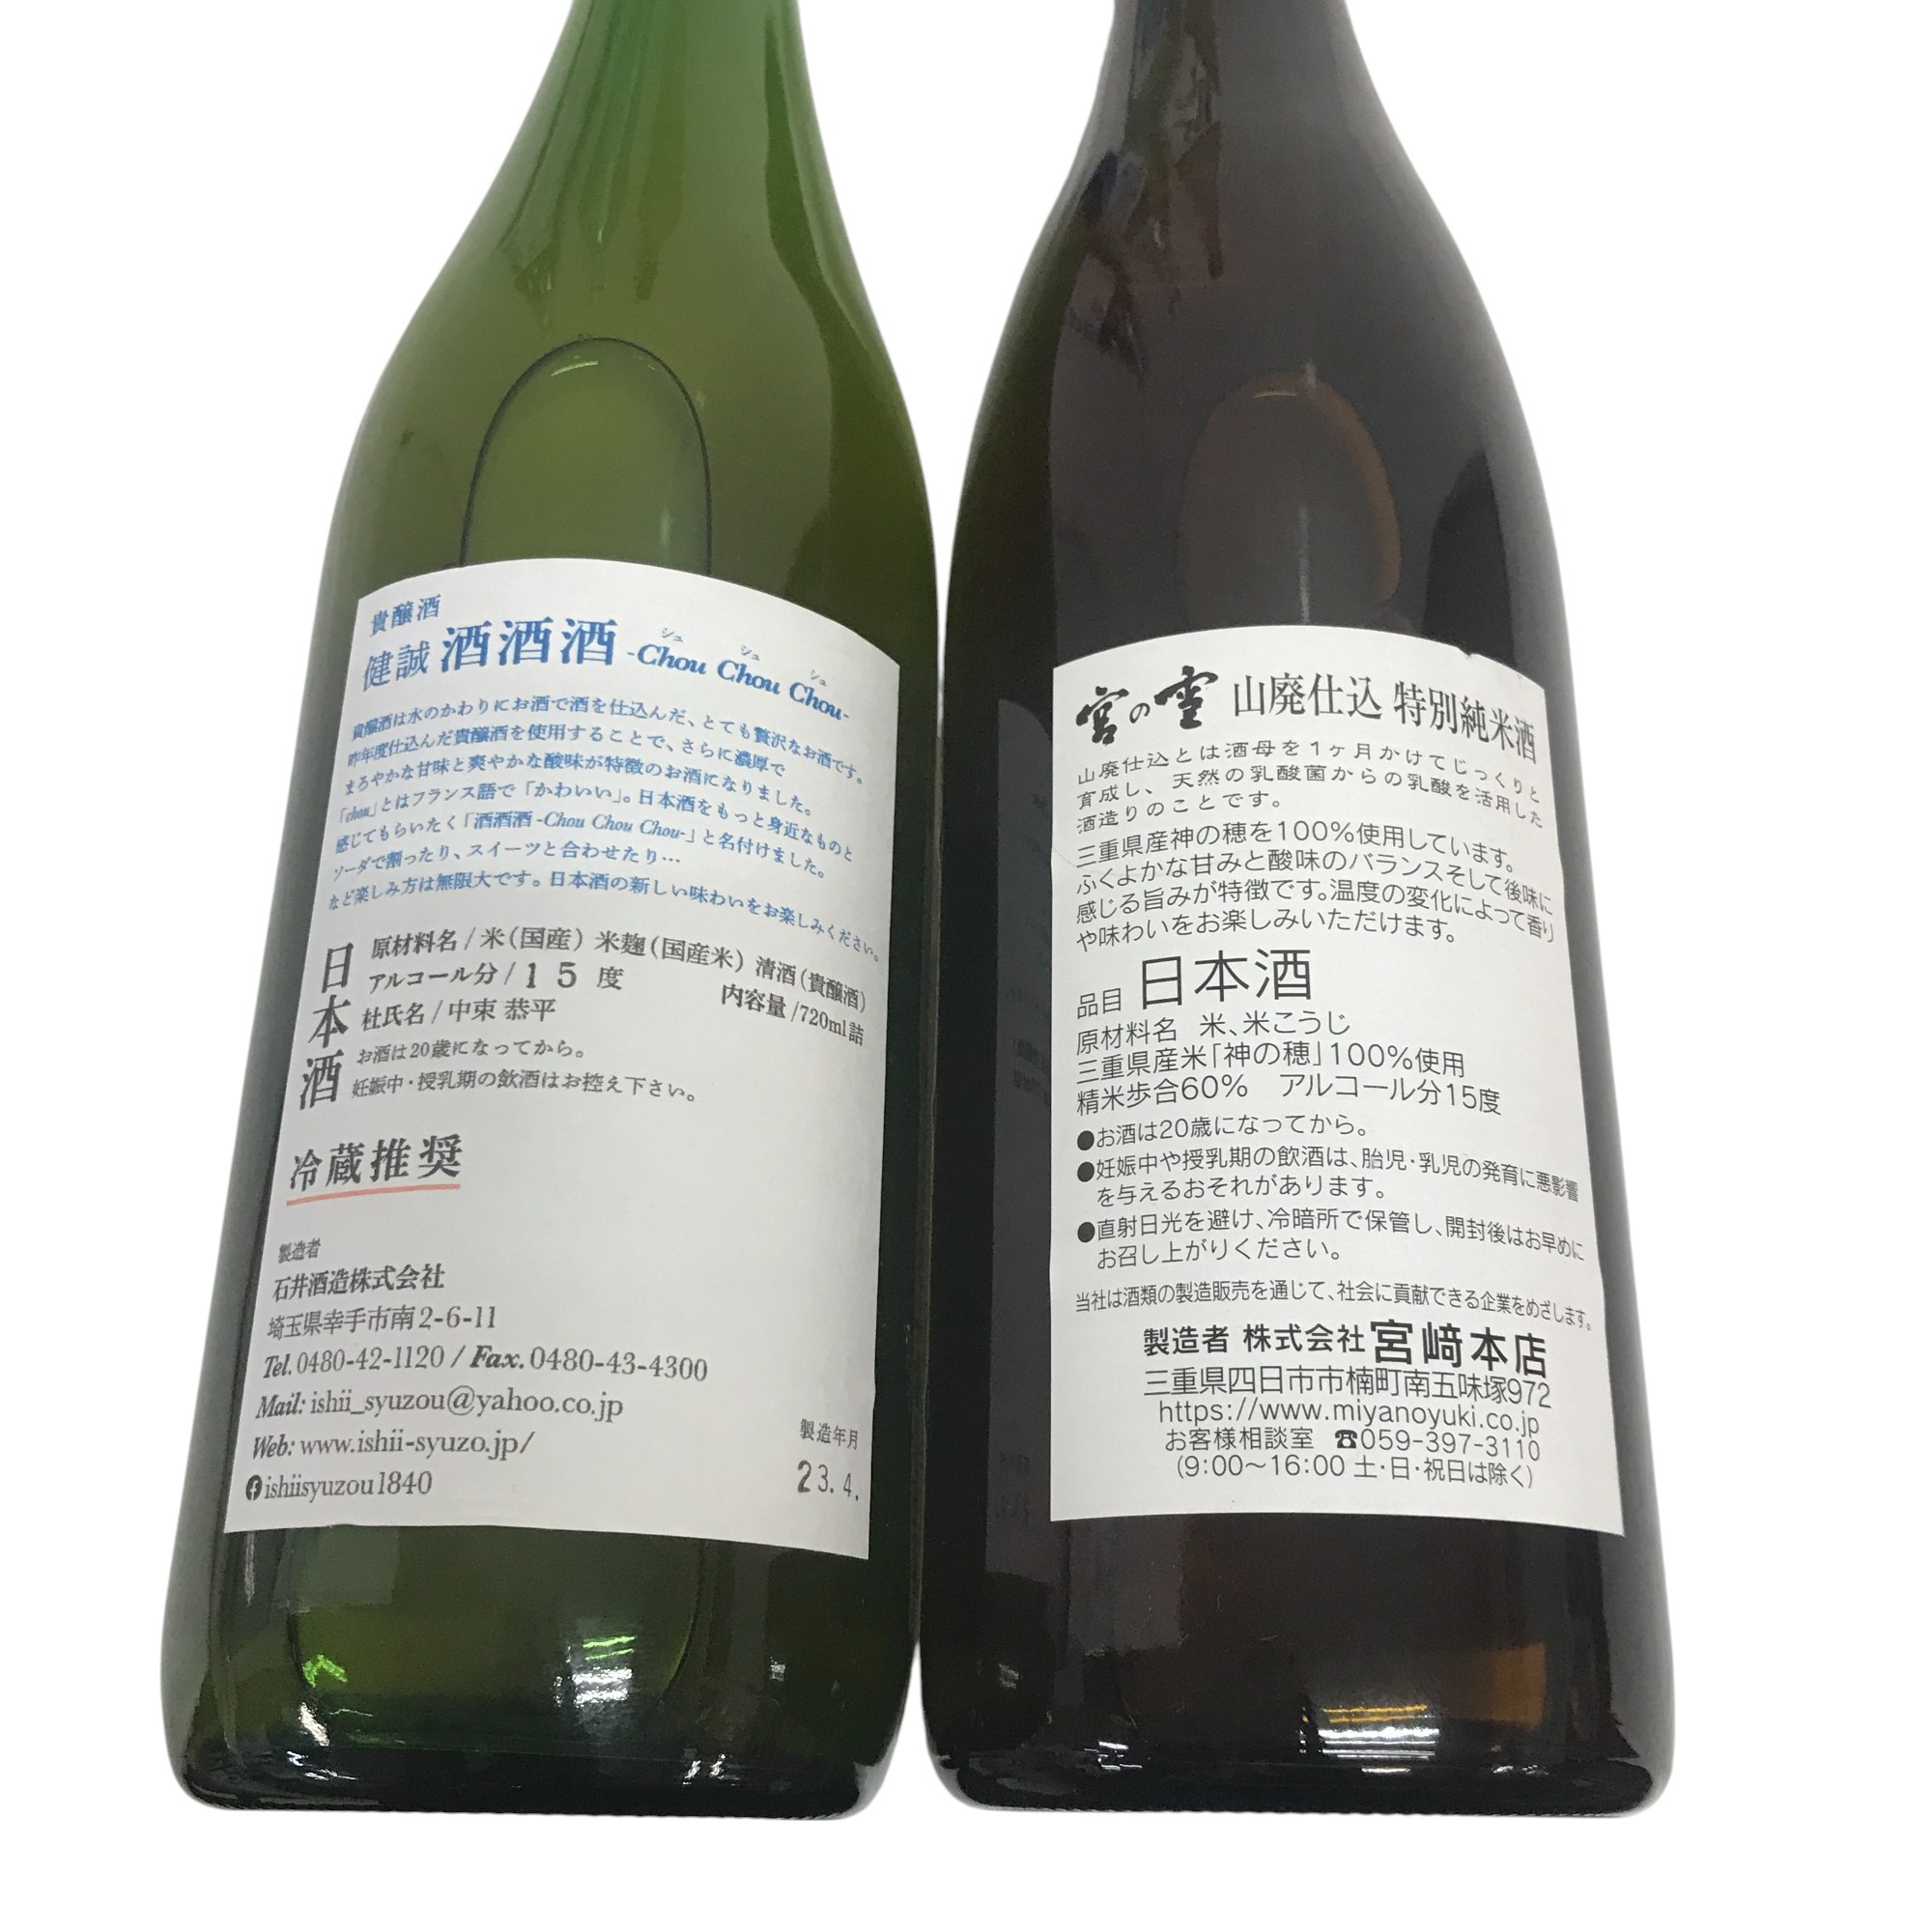 貴醸酒
健誠 酒酒酒 -Chou Chou Chou-
シュ シュ シュ
貴醸酒は水のかわりにお酒で酒を仕込んだ、とても贅沢なお酒です。
昨年度仕込んだ貴醸酒を使用することで、さらに濃厚で
まろやかな甘味と爽やかな酸味が特徴のお酒になりました。
「chou」とはフランス語で「かわいい」。日本酒をもっと身近なものと
感じてもらいたく「酒酒酒 -Chou Chou Chou-」と名付けました。
ソーダで割ったり、スイーツと合わせたり…
など楽しみ方は無限大です。日本酒の新しい味わいをお楽しみください。
日本酒
原材料名/米(国産) 米麹(国産米) 清酒(貴醸酒)
アルコール分/15 度
内容量/720ml詰
杜氏名/中束 恭平
お酒は20歳になってから。
妊娠中・授乳期の飲酒はお控え下さい。
冷蔵推奨
製造者
石井酒造株式会社
埼玉県幸手市南2-6-11
Tel.0480-42-1120 / Fax.0480-43-4300
Mail: ishii_syuzou@yahoo.co.jp
Web: www.ishii-syuzo.jp/
ishiisyuzou1840
製造年月
23.4.
宮の雪 山廃仕込 特別純米酒
山廃仕込とは酒母を1ヶ月かけてじっくりと
育成し、天然の乳酸菌からの乳酸を活用した
酒造りのことです。
三重県産神の穂を100%使用しています。
ふくよかな甘みと酸味のバランスそして後味に
感じる旨みが特徴です。温度の変化によって香り
や味わいをお楽しみいただけます。
品目 日本酒
原材料名 米、米こうじ
三重県産米「神の穂」100%使用
精米歩合60% アルコール分15度
●お酒は20歳になってから。
●妊娠中や授乳期の飲酒は、胎児・乳児の発育に悪影響
を与えるおそれがあります。
●直射日光を避け、冷暗所で保管し、開封後はお早めに
お召し上がりください。
当社は酒類の製造販売を通じて、社会に貢献できる企業をめざします。
製造者 株式会社宮﨑本店
三重県四日市市楠町南五味塚972
https://www.miyanoyuki.co.jp
お客様相談室 ☎059-397-3110
(9:00〜16:00 土・日・祝日は除く)